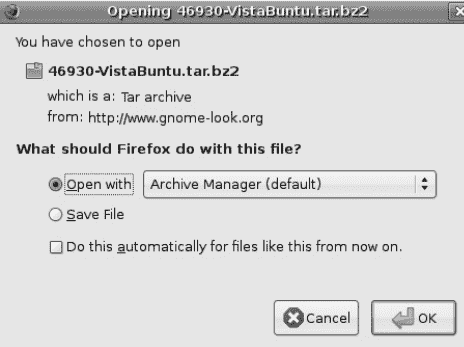 Opening 46930-VistaBuntu.tar.bz2
You have chosen to open
46930-VistaBuntu.tar.bz2
which is a: Tar archive
from: http://www.gnome-look.org
What should Firefox do with this file?
Open with Archive Manager (default)
Save File
Do this automatically for files like this from now on.
Cancel OK